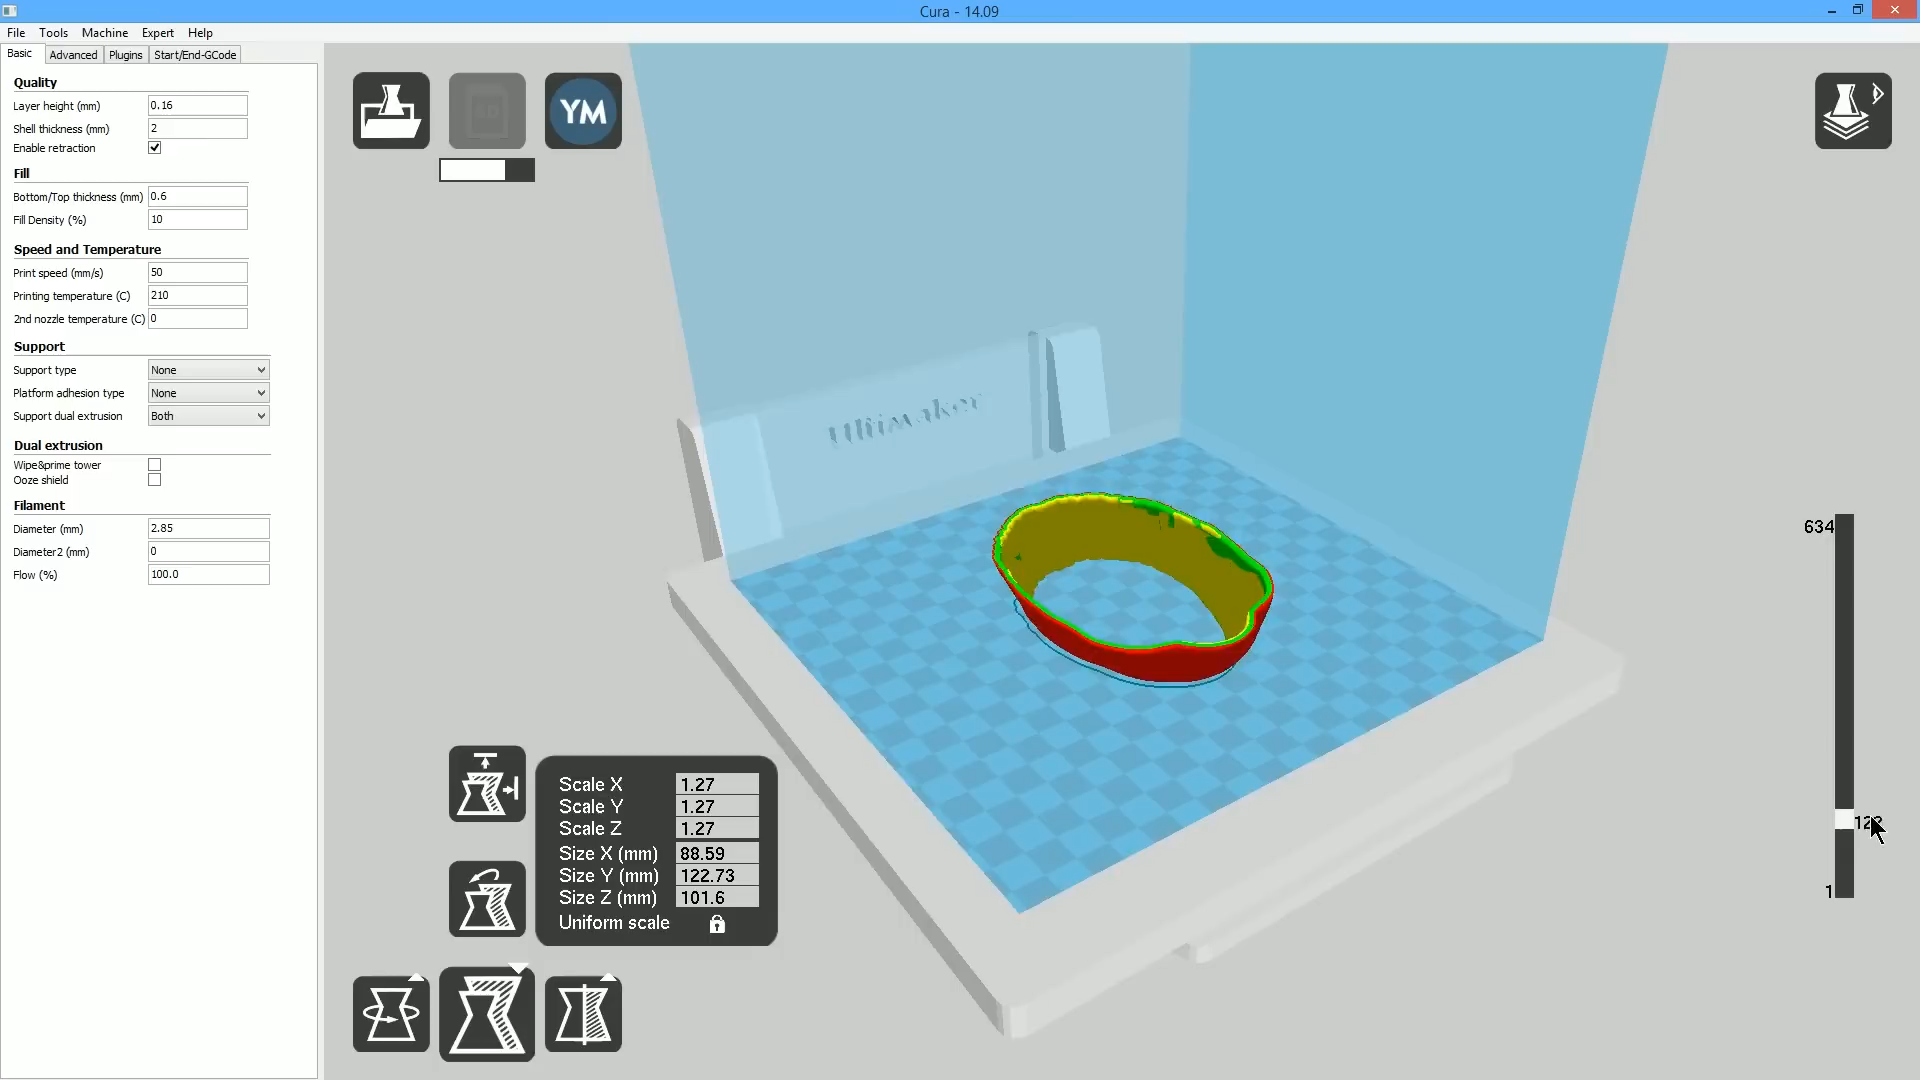 Cura - 14.09
File Tools Machine Expert Help
Basic Advanced Plugins Start/End-GCode
Quality
Layer height (mm) 0.16
Shell thickness (mm) 2
Enable retraction
Fill
Bottom/Top thickness (mm) 0.6
Fill Density (%) 10
Speed and Temperature
Print speed (mm/s) 50
Printing temperature (C) 210
2nd nozzle temperature (C) 0
Support
Support type None
Platform adhesion type None
Support dual extrusion Both
Dual extrusion
Wipe&prime tower
Ooze shield
Filament
Diameter (mm) 2.85
Diameter2 (mm) 0
Flow (%) 100.0
SD
YM
Ultimaker
634
1
Scale X 1.27
Scale Y 1.27
Scale Z 1.27
Size X (mm) 88.59
Size Y (mm) 122.73
Size Z (mm) 101.6
Uniform scale